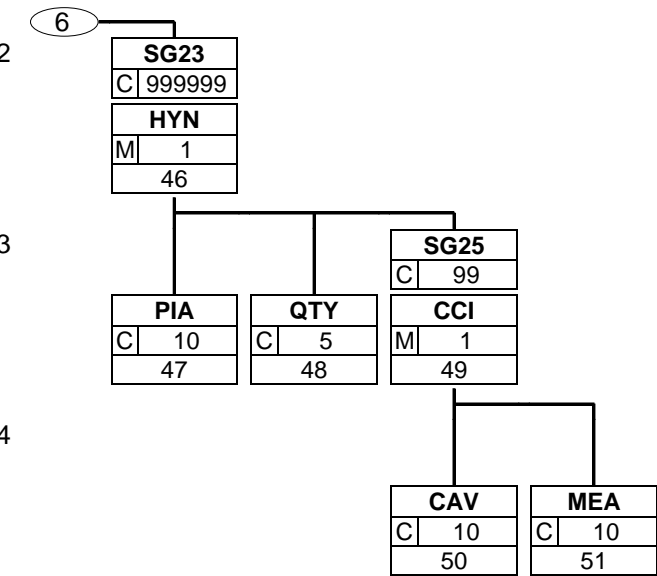 6
2
SG23
C 999999
HYN
M 1
46
3
SG25
C 99
PIA QTY CCI
C 10 C 5 M 1
47 48 49
4
CAV MEA
C 10 C 10
50 51